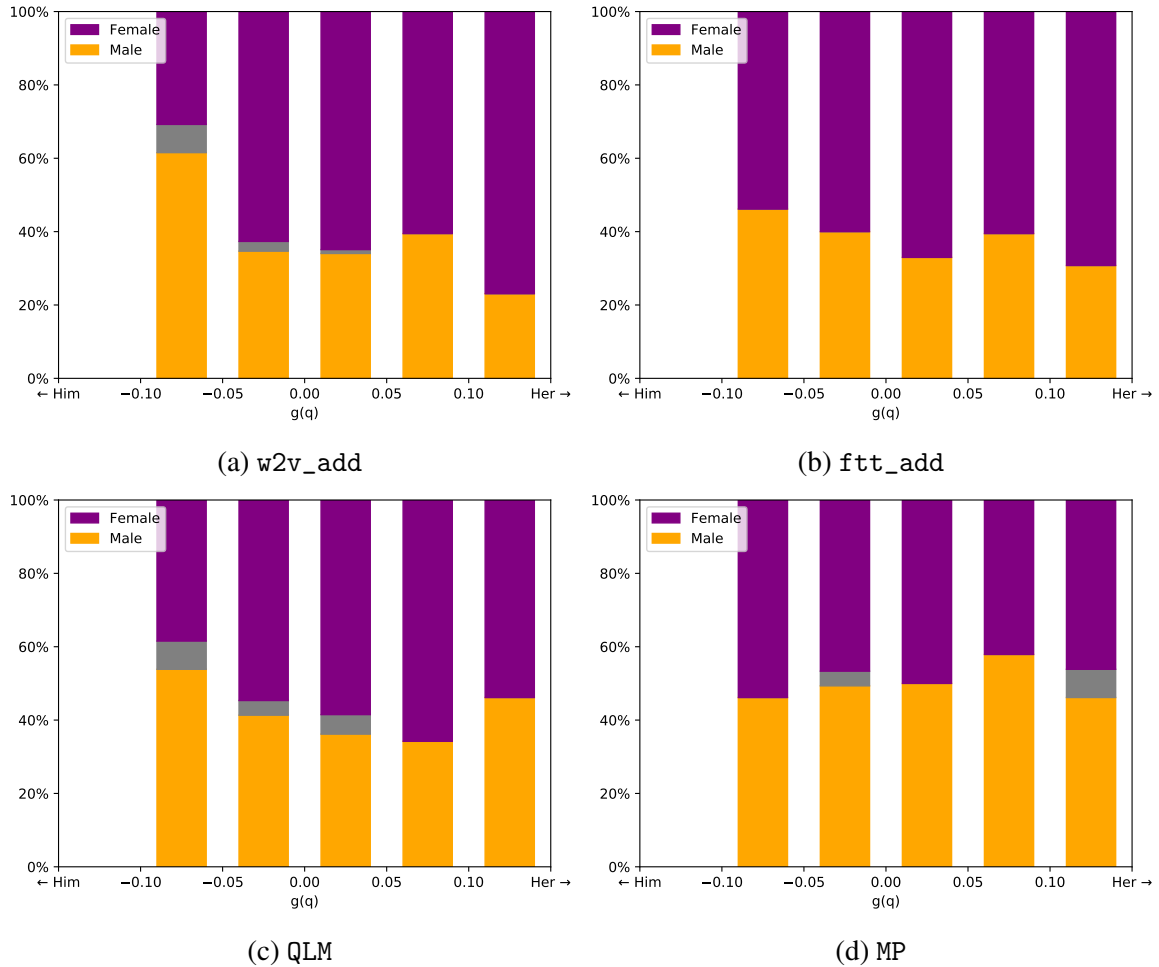 100%
80%
60%
40%
20%
0%
Female
Male
← Him
−0.10
−0.05
0.00
0.05
0.10
Her →
g(q)
(a) w2v_add
100%
80%
60%
40%
20%
0%
Female
Male
← Him
−0.10
−0.05
0.00
0.05
0.10
Her →
g(q)
(b) ftt_add
100%
80%
60%
40%
20%
0%
Female
Male
← Him
−0.10
−0.05
0.00
0.05
0.10
Her →
g(q)
(c) QLM
100%
80%
60%
40%
20%
0%
Female
Male
← Him
−0.10
−0.05
0.00
0.05
0.10
Her →
g(q)
(d) MP